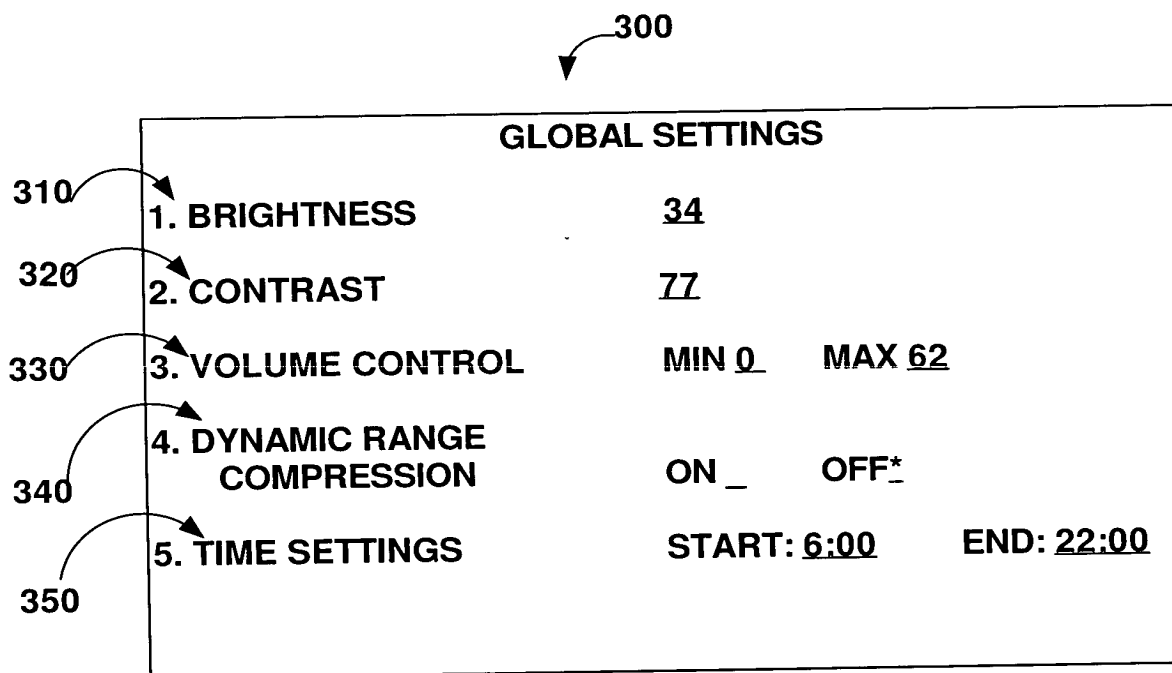 300
GLOBAL SETTINGS
310
1. BRIGHTNESS 34
320
2. CONTRAST 77
330
3. VOLUME CONTROL MIN 0 MAX 62
340
4. DYNAMIC RANGE
COMPRESSION ON _ OFF*
350
5. TIME SETTINGS START: 6:00 END: 22:00